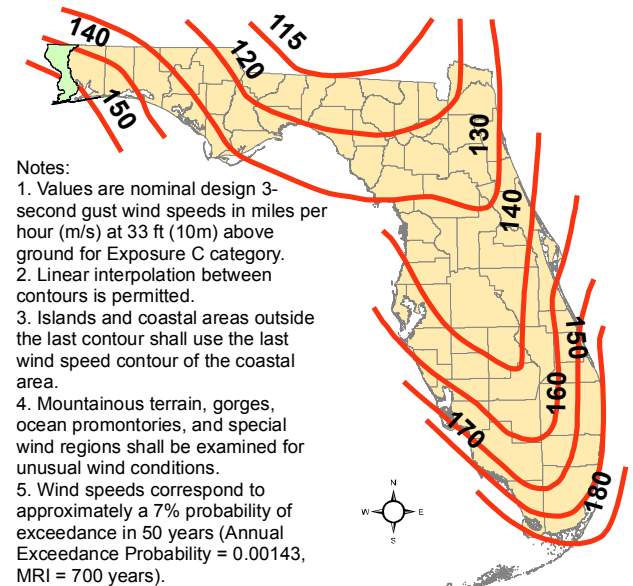 140
115
120
150
130
140
Notes:
1. Values are nominal design 3-
second gust wind speeds in miles per
hour (m/s) at 33 ft (10m) above
ground for Exposure C category.
2. Linear interpolation between
contours is permitted.
3. Islands and coastal areas outside
the last contour shall use the last
wind speed contour of the coastal
area.
4. Mountainous terrain, gorges,
ocean promontories, and special
wind regions shall be examined for
unusual wind conditions.
5. Wind speeds correspond to
approximately a 7% probability of
exceedance in 50 years (Annual
Exceedance Probability = 0.00143,
MRI = 700 years).
150
160
170
180
N
W E
S